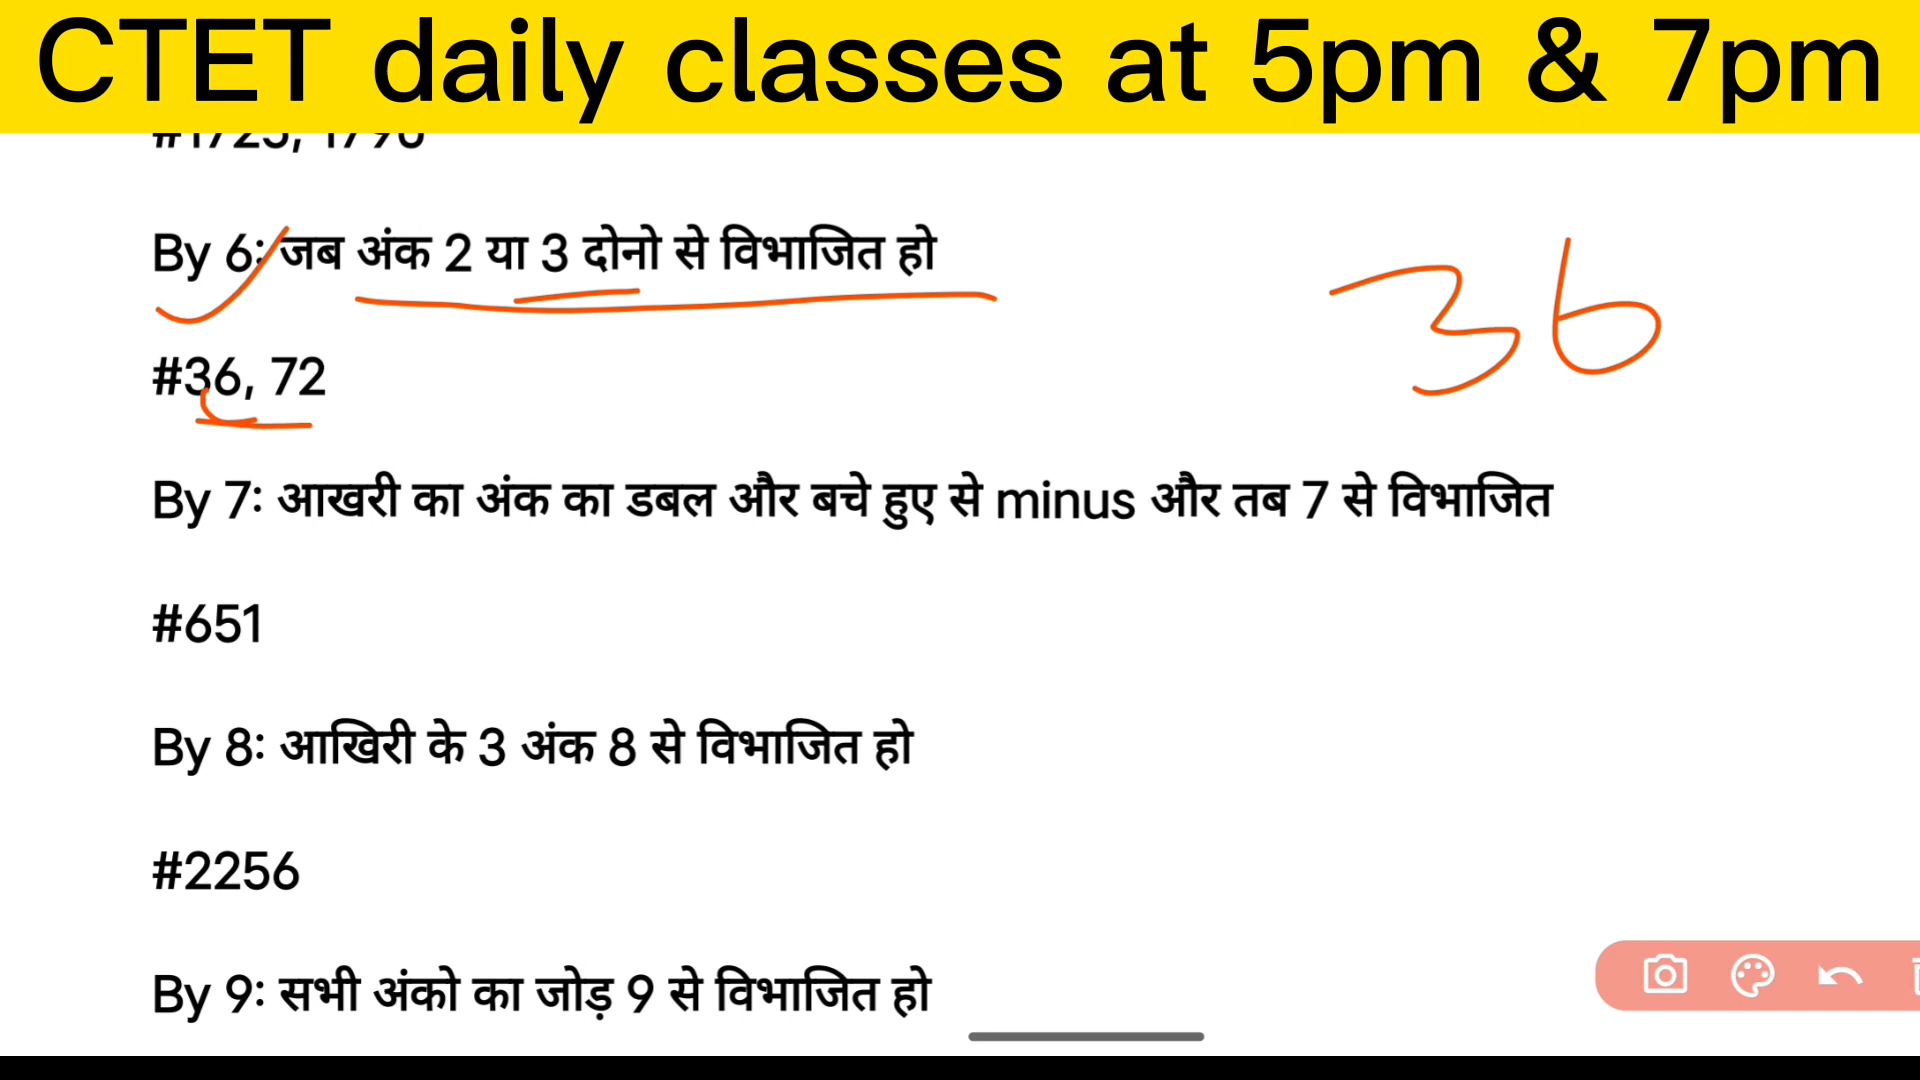 CTET daily classes at 5pm & 7pm
By 6: जब अंक 2 या 3 दोनो से विभाजित हो
36
#36, 72
By 7: आखरी का अंक का डबल और बचे हुए से minus और तब 7 से विभाजित
#651
By 8: आखिरी के 3 अंक 8 से विभाजित हो
#2256
By 9: सभी अंको का जोड़ 9 से विभाजित हो